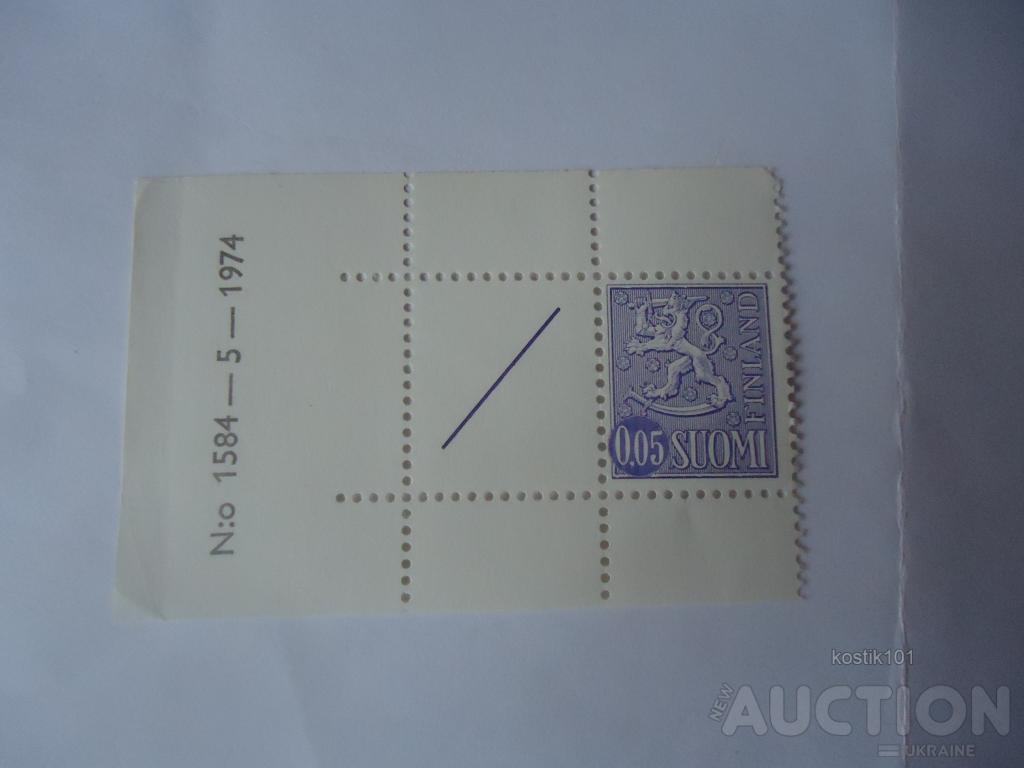 N:o 1584 — 5 — 1974
FINLAND
0.05 SUOMI
kostik101
NEW AUCTION
UKRAINE